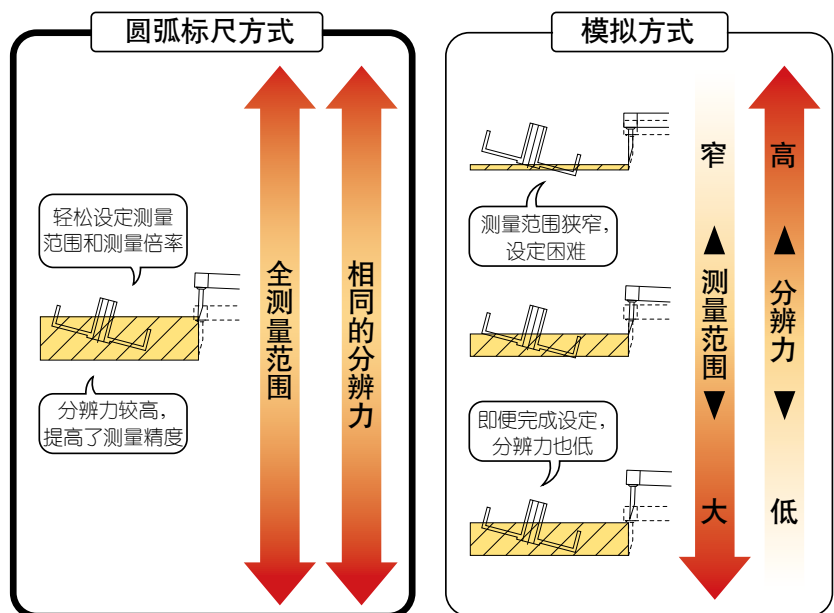 圆弧标尺方式
轻松设定测量
范围和测量倍率
分辨力较高，
提高了测量精度
全测量范围
相同的分辨力
模拟方式
测量范围狭窄，
设定困难
即便完成设定，
分辨力也低
窄
▲
测量范围
▼
大
高
▲
分辨力
▼
低